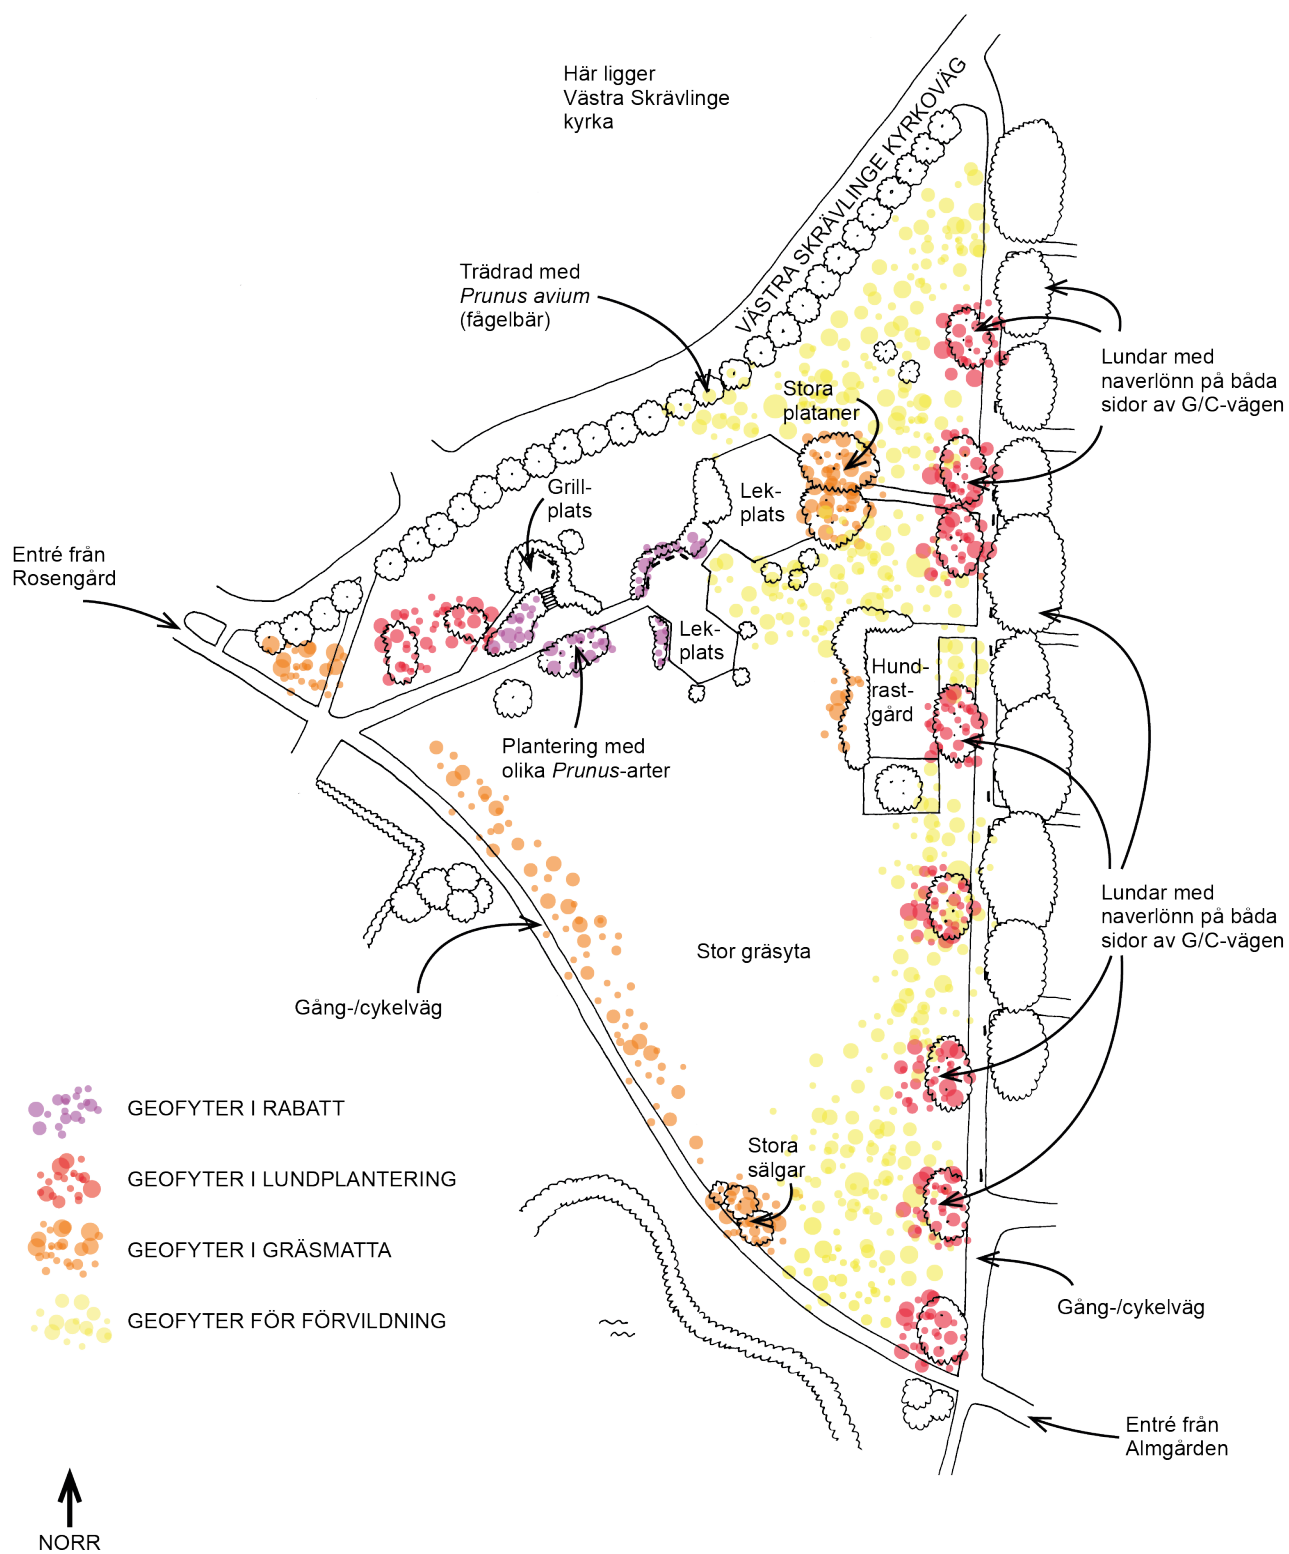 Här ligger
Västra Skrävlinge
kyrka
VÄSTRA SKRÄVLINGE KYRKOVÄG
Trädrad med
Prunus avium
(fågelbär)
Lundar med
naverlönn på båda
sidor av G/C-vägen
Stora
plataner
Grill-
plats
Lek-
plats
Entré från
Rosengård
Lek-
plats
Hund-
rast-
gård
Plantering med
olika Prunus-arter
Lundar med
naverlönn på båda
sidor av G/C-vägen
Stor gräsyta
Gång-/cykelväg
GEOFYTER I RABATT
GEOFYTER I LUNDPLANTERING
GEOFYTER I GRÄSMATTA
GEOFYTER FÖR FÖRVILDNING
Stora
sälgar
Gång-/cykelväg
Entré från
Almgården
NORR